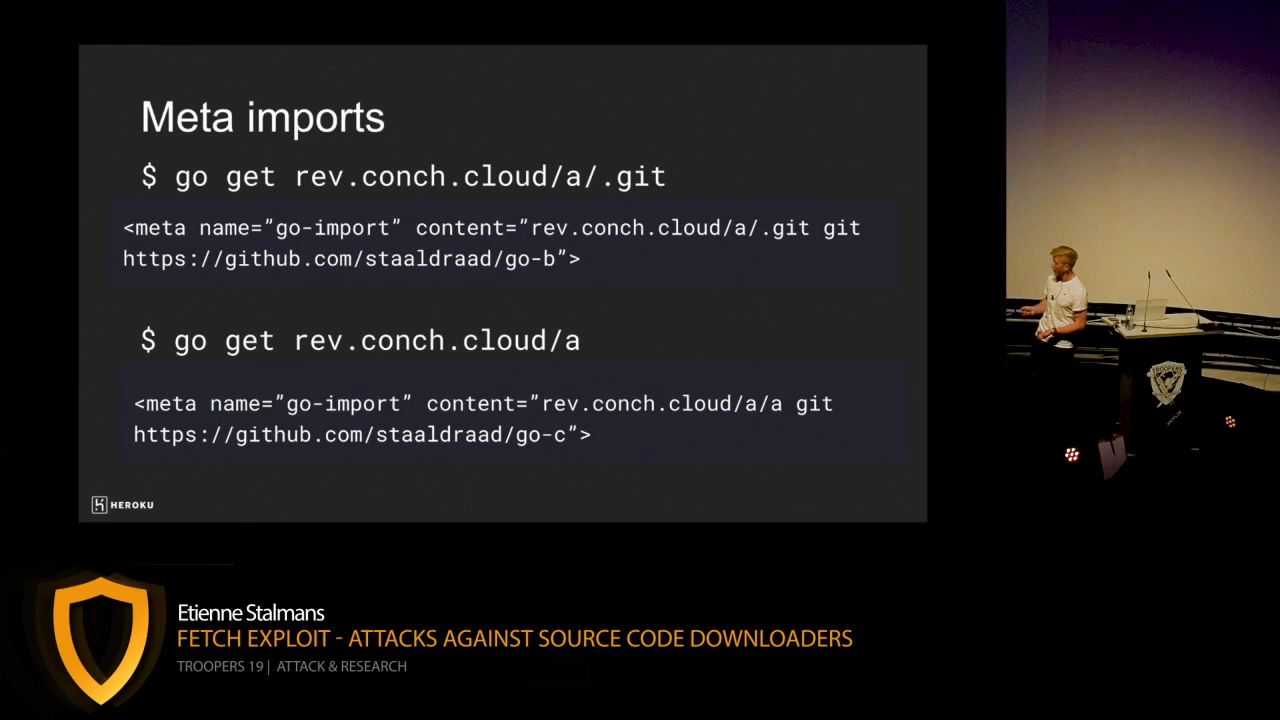 Meta imports
$ go get rev.conch.cloud/a/.git
<meta name=”go-import” content=”rev.conch.cloud/a/.git git
https://github.com/staaldraad/go-b”>
$ go get rev.conch.cloud/a
<meta name=”go-import” content=”rev.conch.cloud/a/a git
https://github.com/staaldraad/go-c”>
HEROKU
TROOPERS
Etienne Stalmans
FETCH EXPLOIT - ATTACKS AGAINST SOURCE CODE DOWNLOADERS
TROOPERS 19 | ATTACK & RESEARCH